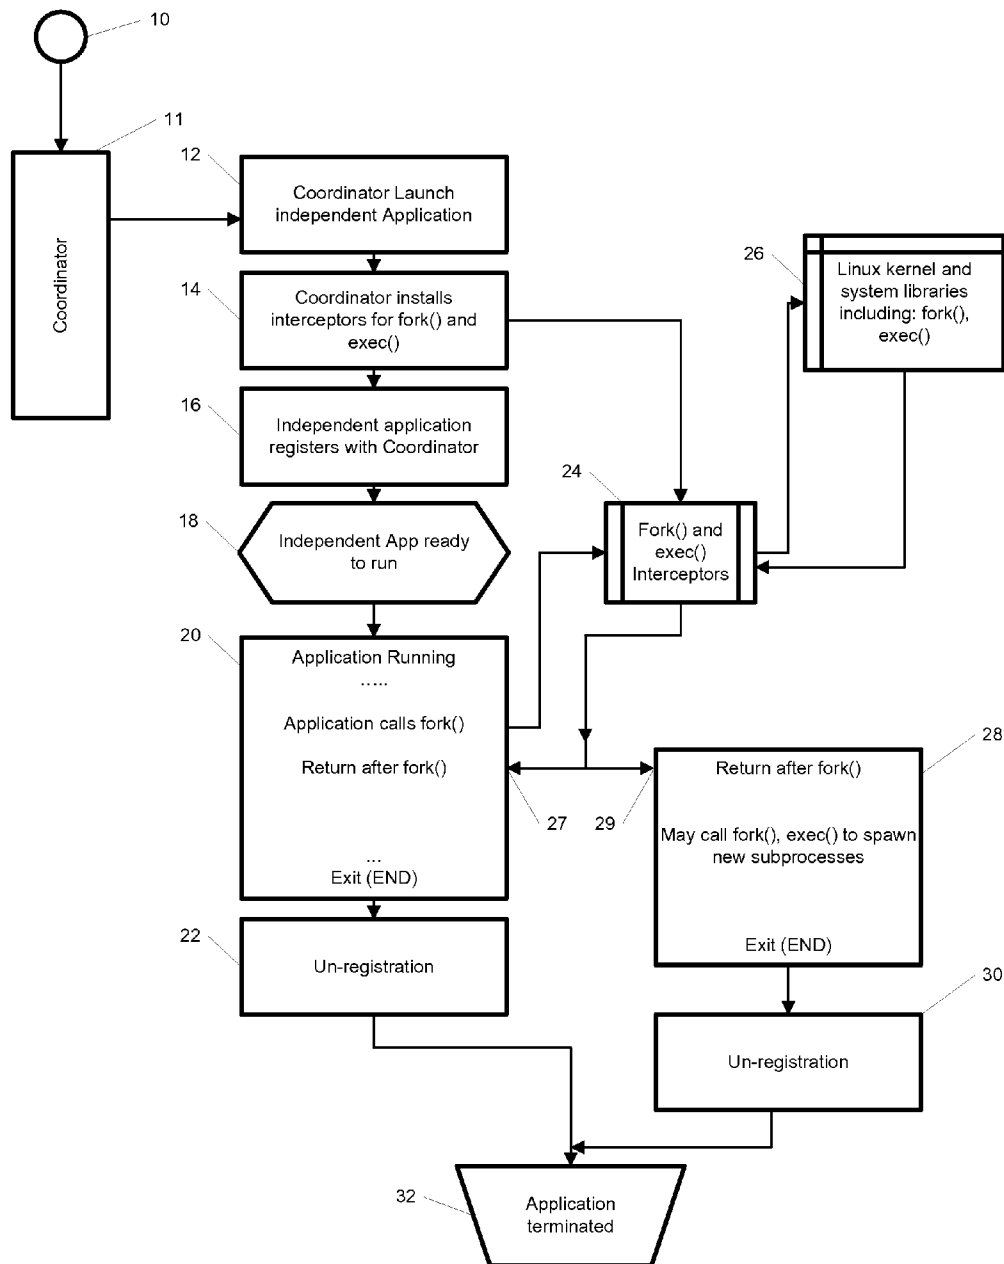 10
11
Coordinator
12
Coordinator Launch
independent Application
14
Coordinator installs
interceptors for fork() and
exec()
26
Linux kernel and
system libraries
including: fork(),
exec()
16
Independent application
registers with Coordinator
24
Fork() and
exec()
Interceptors
18
Independent App ready
to run
20
Application Running
.....
Application calls fork()
Return after fork()
...
Exit (END)
27
29
28
Return after fork()
May call fork(), exec() to spawn
new subprocesses
Exit (END)
22
Un-registration
30
Un-registration
32
Application
terminated